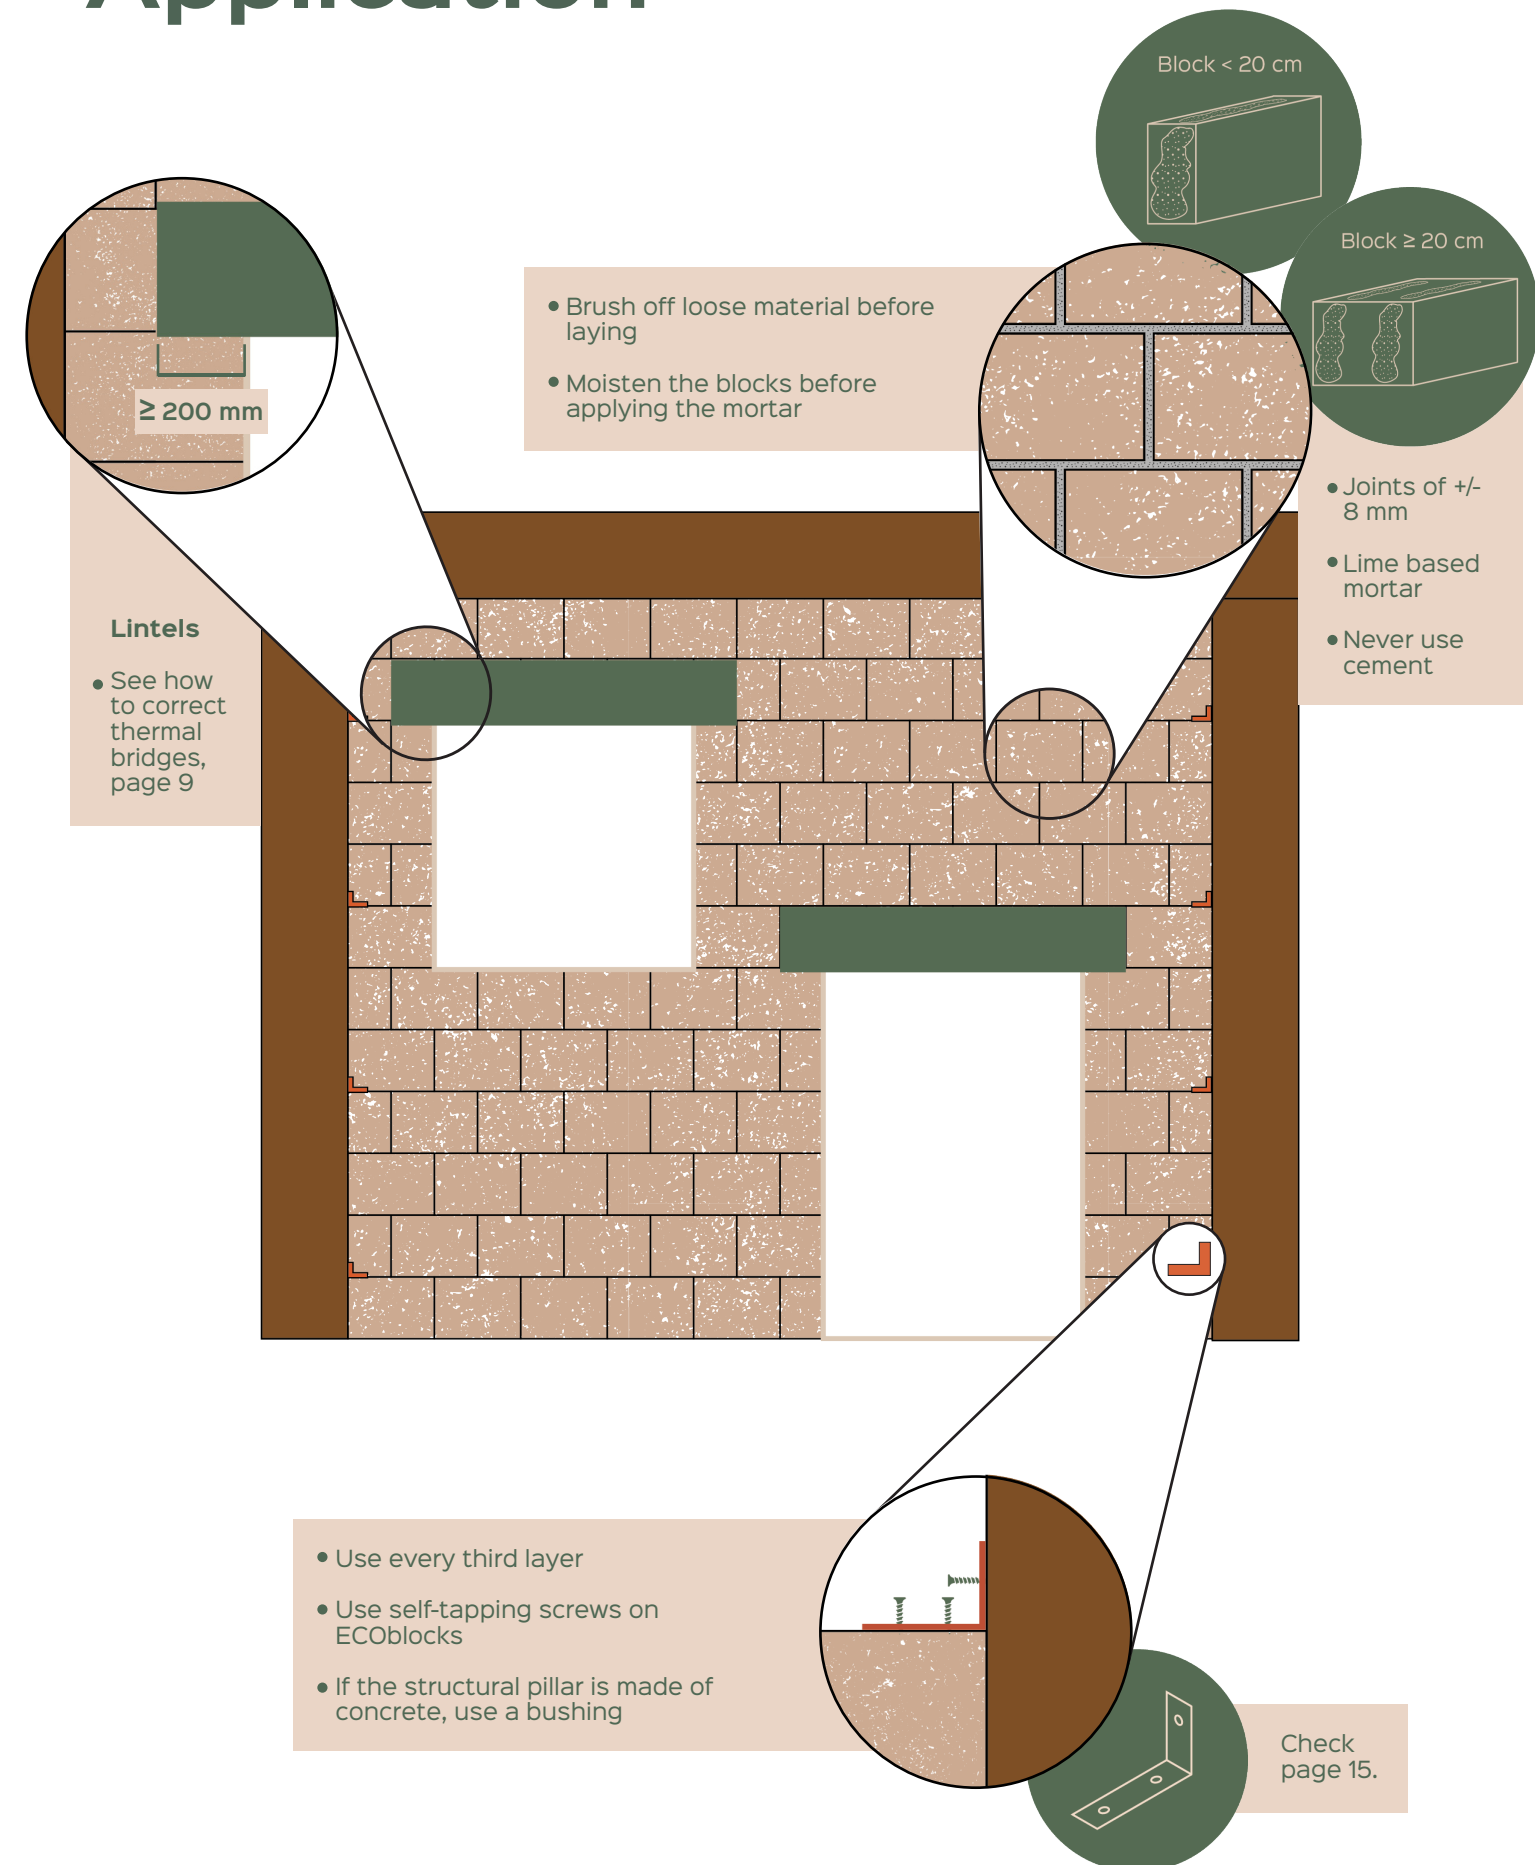 Application
Block < 20 cm
Block ≥ 20 cm
≥ 200 mm
• Brush off loose material before
laying
• Moisten the blocks before
applying the mortar
• Joints of +/-
8 mm
• Lime based
mortar
• Never use
cement
Lintels
• See how
to correct
thermal
bridges,
page 9
• Use every third layer
• Use self-tapping screws on
ECOblocks
• If the structural pillar is made of
concrete, use a bushing
Check
page 15.